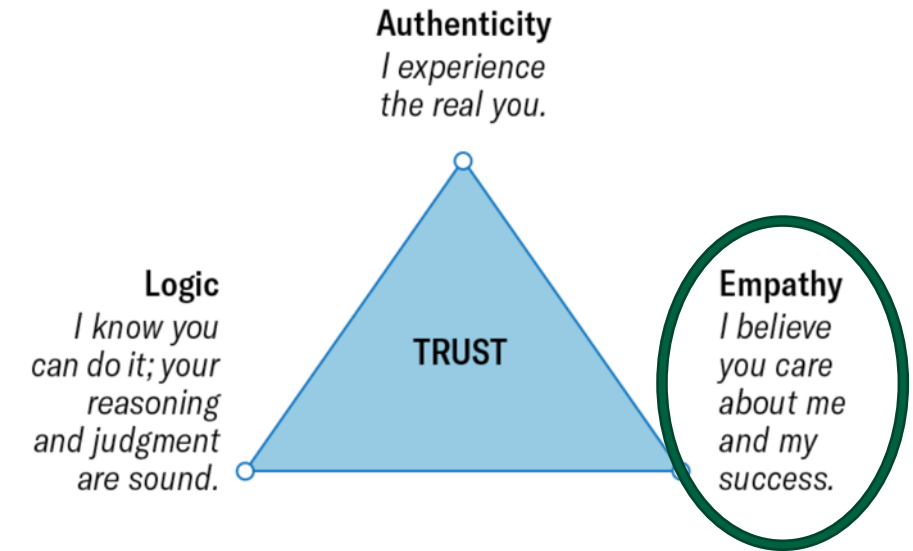 Authenticity
I experience
the real you.
Logic
I know you
can do it; your
reasoning
and judgment
are sound.
TRUST
Empathy
I believe
you care
about me
and my
success.